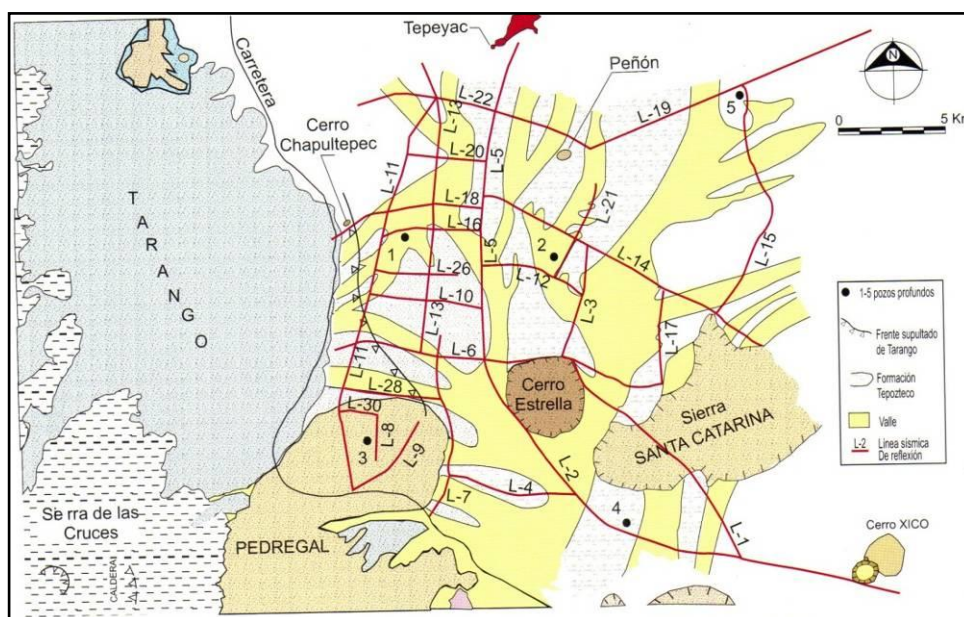 Tepeyac
Carretera
Peñón
N
0 5 Km
L-22
L-13
L-19
5
Cerro
Chapultepec
L-11
L-20
L-5
L-21
L-18
L-16
1
L-5
2
L-14
L-15
L-26
L-12
TARANGO
L-10
L-13
L-3
L-17
L-11
L-6
L-28
Cerro
Estrella
Sierra
SANTA CATARINA
L-30
L-8
3
L-9
L-2
L-4
L-7
4
L-1
Sierra de las
Cruces
CALDERA
PEDREGAL
Cerro XICO
1-5 pozos profundos
Frente supultado
de Tarango
Formación
Tepozteco
Valle
L-2
Línea sísmica
De reflexión